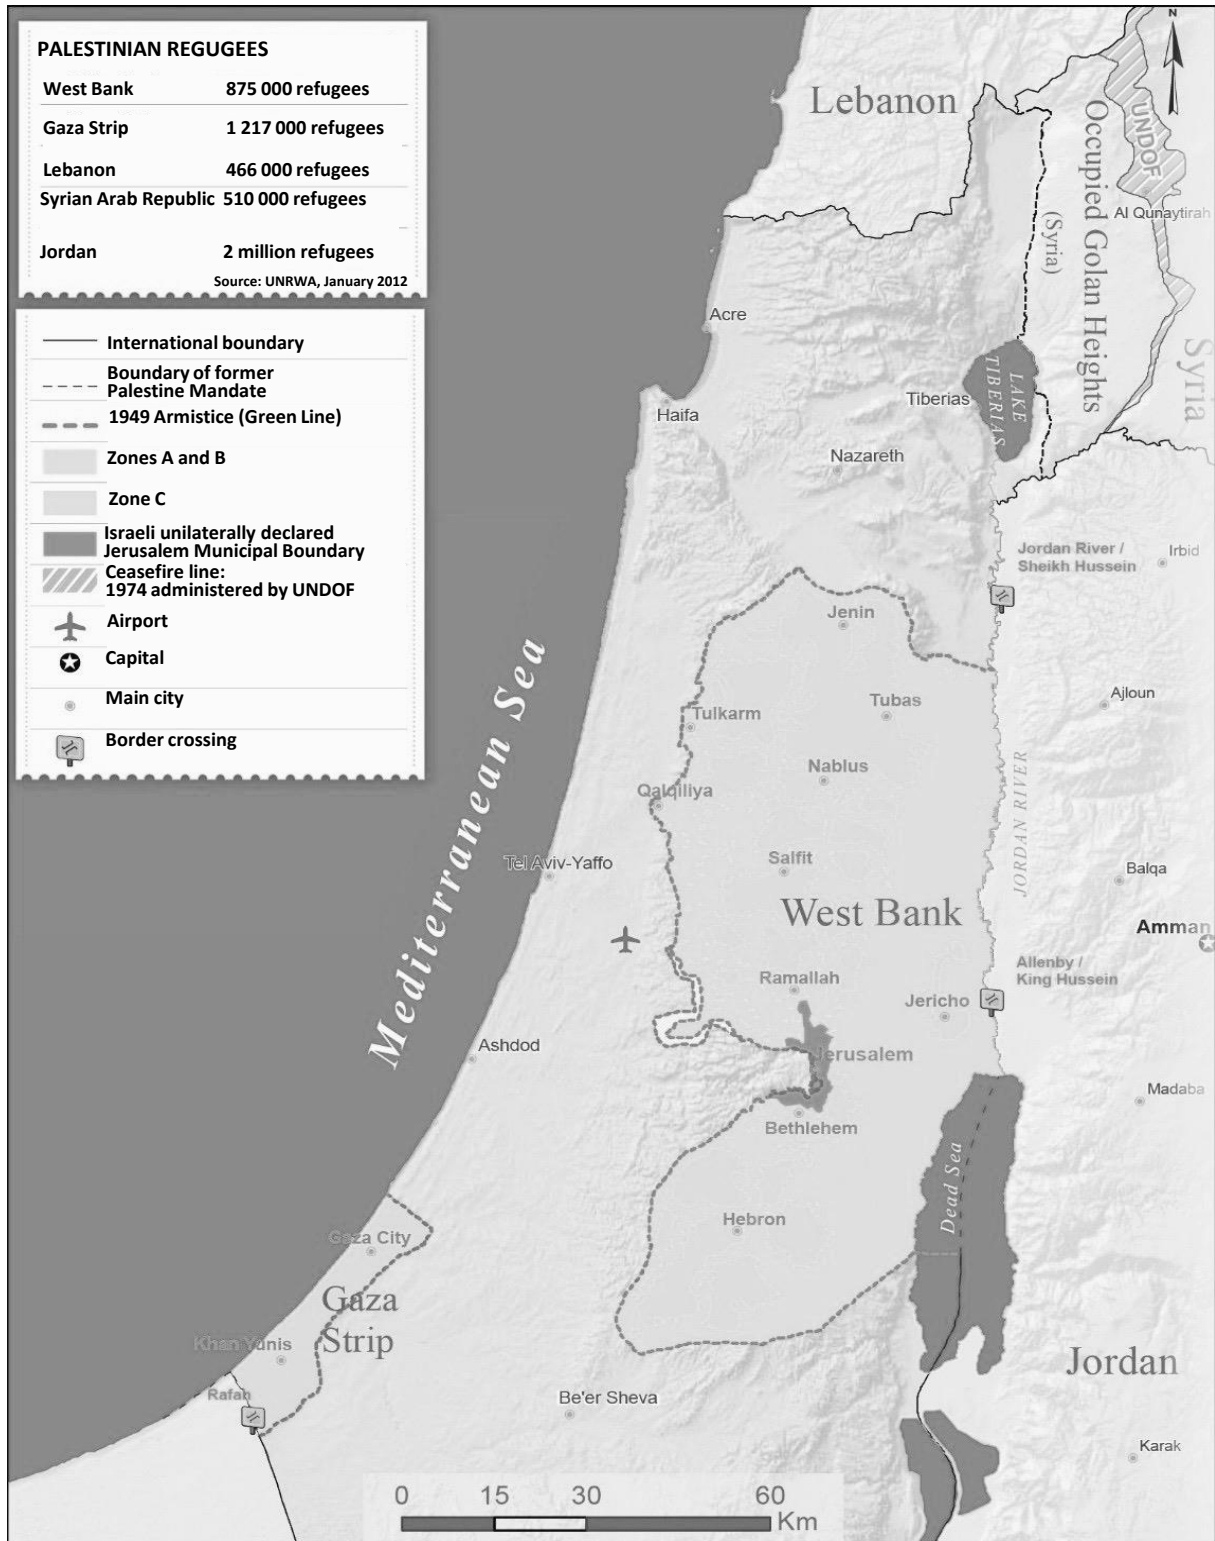 PALESTINIAN REGUGEES
West Bank 875 000 refugees
Gaza Strip 1 217 000 refugees
Lebanon 466 000 refugees
Syrian Arab Republic 510 000 refugees
Jordan 2 million refugees
Source: UNRWA, January 2012
International boundary
Boundary of former
Palestine Mandate
1949 Armistice (Green Line)
Zones A and B
Zone C
Israeli unilaterally declared
Jerusalem Municipal Boundary
Ceasefire line:
1974 administered by UNDOF
Airport
Capital
Main city
Border crossing
N
Lebanon
UNDOF
Occupied Golan Heights
(Syria)
Al Qunaytirah
Syria
Acre
Haifa
Tiberias
LAKE
TIBERIAS
Nazareth
Jordan River /
Sheikh Hussein
Irbid
Jenin
Mediterranean Sea
Tulkarm
Tubas
Ajloun
Nablus
Qalqiliya
JORDAN RIVER
Tel Aviv-Yaffo
Salfit
Balqa
West Bank
Amman
Ramallah
Allenby /
King Hussein
Jericho
Ashdod
Jerusalem
Madaba
Bethlehem
Dead Sea
Hebron
Gaza City
Gaza
Strip
Khan Yunis
Jordan
Rafah
Be'er Sheva
Karak
0 15 30 60
Km